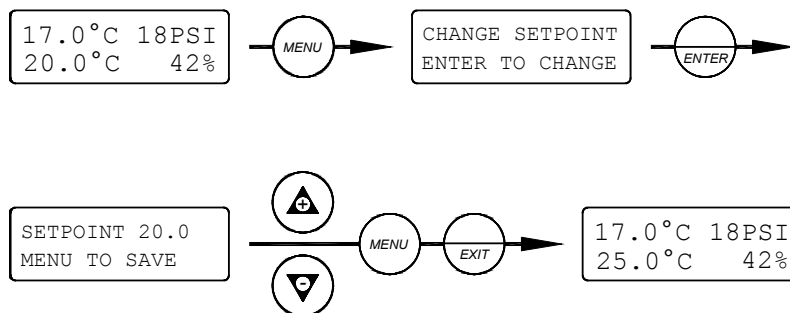 17.0°C 18PSI
20.0°C 42%
MENU
CHANGE SETPOINT
ENTER TO CHANGE
ENTER
SETPOINT 20.0
MENU TO SAVE
+
-
MENU
EXIT
17.0°C 18PSI
25.0°C 42%